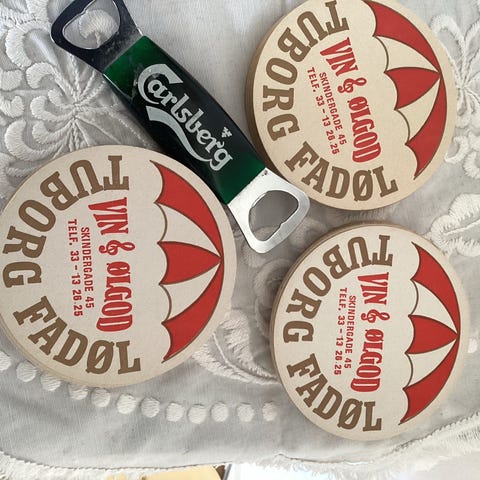 Carlsberg
TUBORG FADØL
VIN & ØLGOD
SKINDERGADE 45
TELF. 33 - 13 26 25
TUBORG FADØL
VIN & ØLGOD
SKINDERGADE 45
TELF. 33 - 13 26 25
TUBORG FADØL
VIN & ØLGOD
SKINDERGADE 45
TELF. 33 - 13 26 25